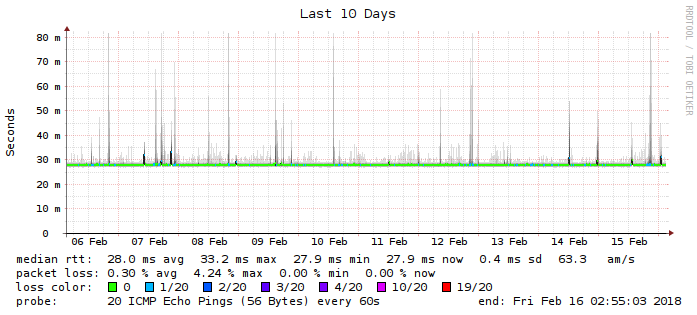 Last 10 Days
RRDTOOL / TOBI OETIKER
Seconds
80 m
70 m
60 m
50 m
40 m
30 m
20 m
10 m
0
06 Feb 07 Feb 08 Feb 09 Feb 10 Feb 11 Feb 12 Feb 13 Feb 14 Feb 15 Feb
median rtt: 28.0 ms avg 33.2 ms max 27.9 ms min 27.9 ms now 0.4 ms sd 63.3 am/s
packet loss: 0.30 % avg 4.24 % max 0.00 % min 0.00 % now
loss color: 0 1/20 2/20 3/20 4/20 10/20 19/20
probe: 20 ICMP Echo Pings (56 Bytes) every 60s end: Fri Feb 16 02:55:03 2018